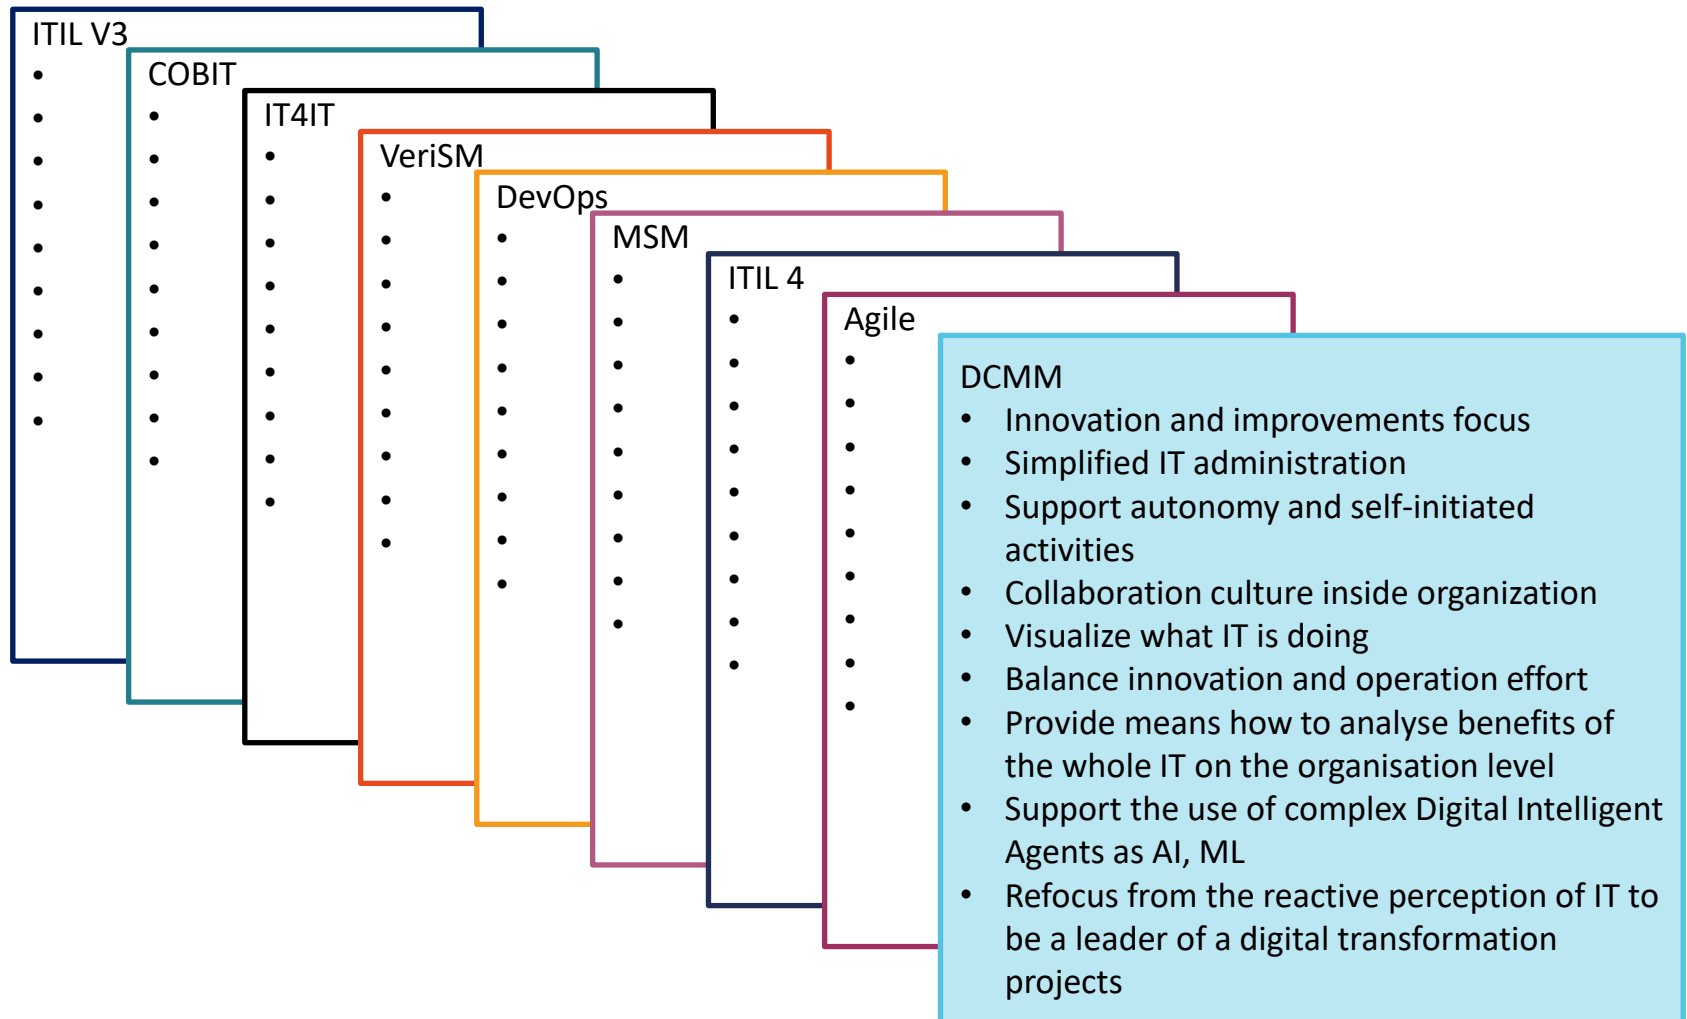 ITIL V3
COBIT
IT4IT
VeriSM
DevOps
MSM
ITIL 4
Agile
DCMM
• Innovation and improvements focus
• Simplified IT administration
• Support autonomy and self-initiated
activities
• Collaboration culture inside organization
• Visualize what IT is doing
• Balance innovation and operation effort
• Provide means how to analyse benefits of
the whole IT on the organisation level
• Support the use of complex Digital Intelligent
Agents as AI, ML
• Refocus from the reactive perception of IT to
be a leader of a digital transformation
projects